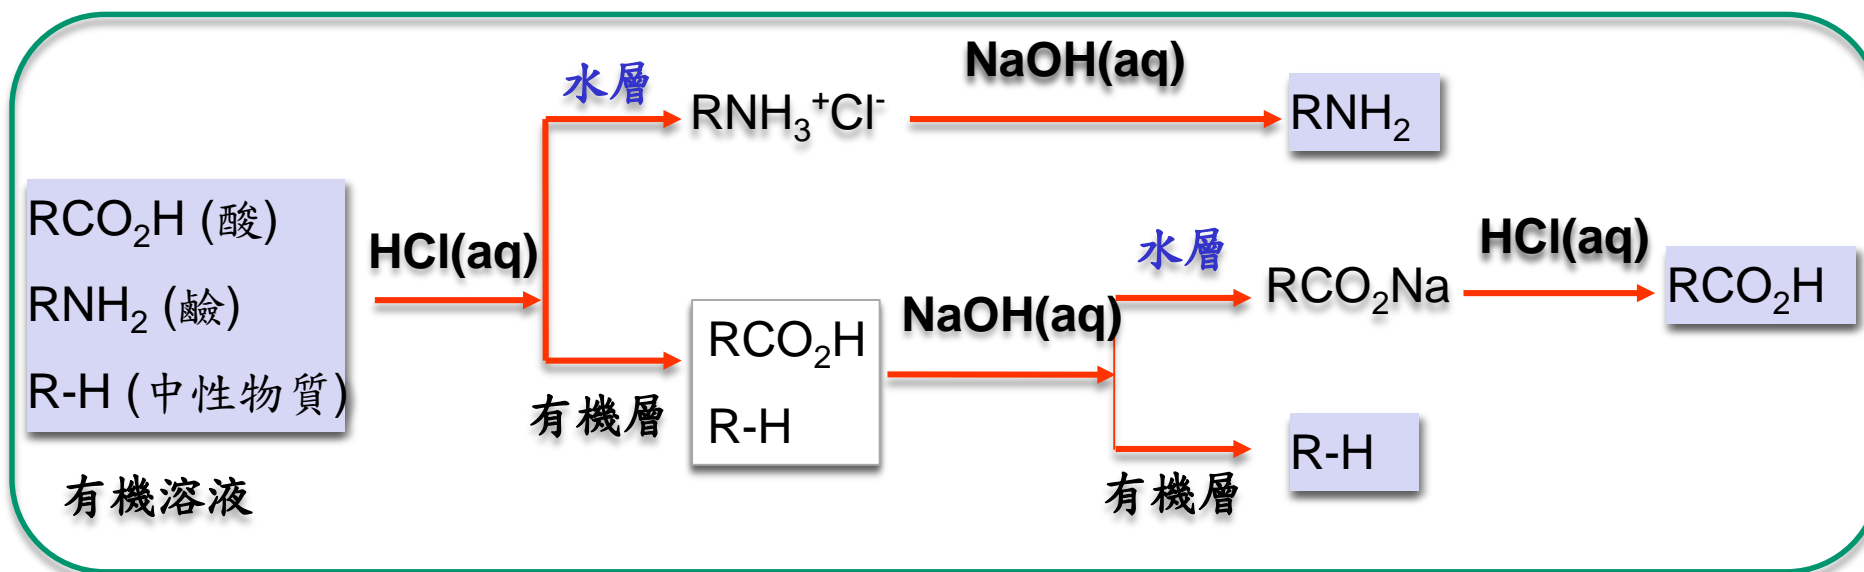 RCO₂H (酸)
RNH₂ (鹼)
R-H (中性物質)
有機溶液
HCl(aq)
水層
RNH₃⁺Cl⁻
NaOH(aq)
RNH₂
有機層
RCO₂H
R-H
NaOH(aq)
水層
RCO₂Na
HCl(aq)
RCO₂H
有機層
R-H